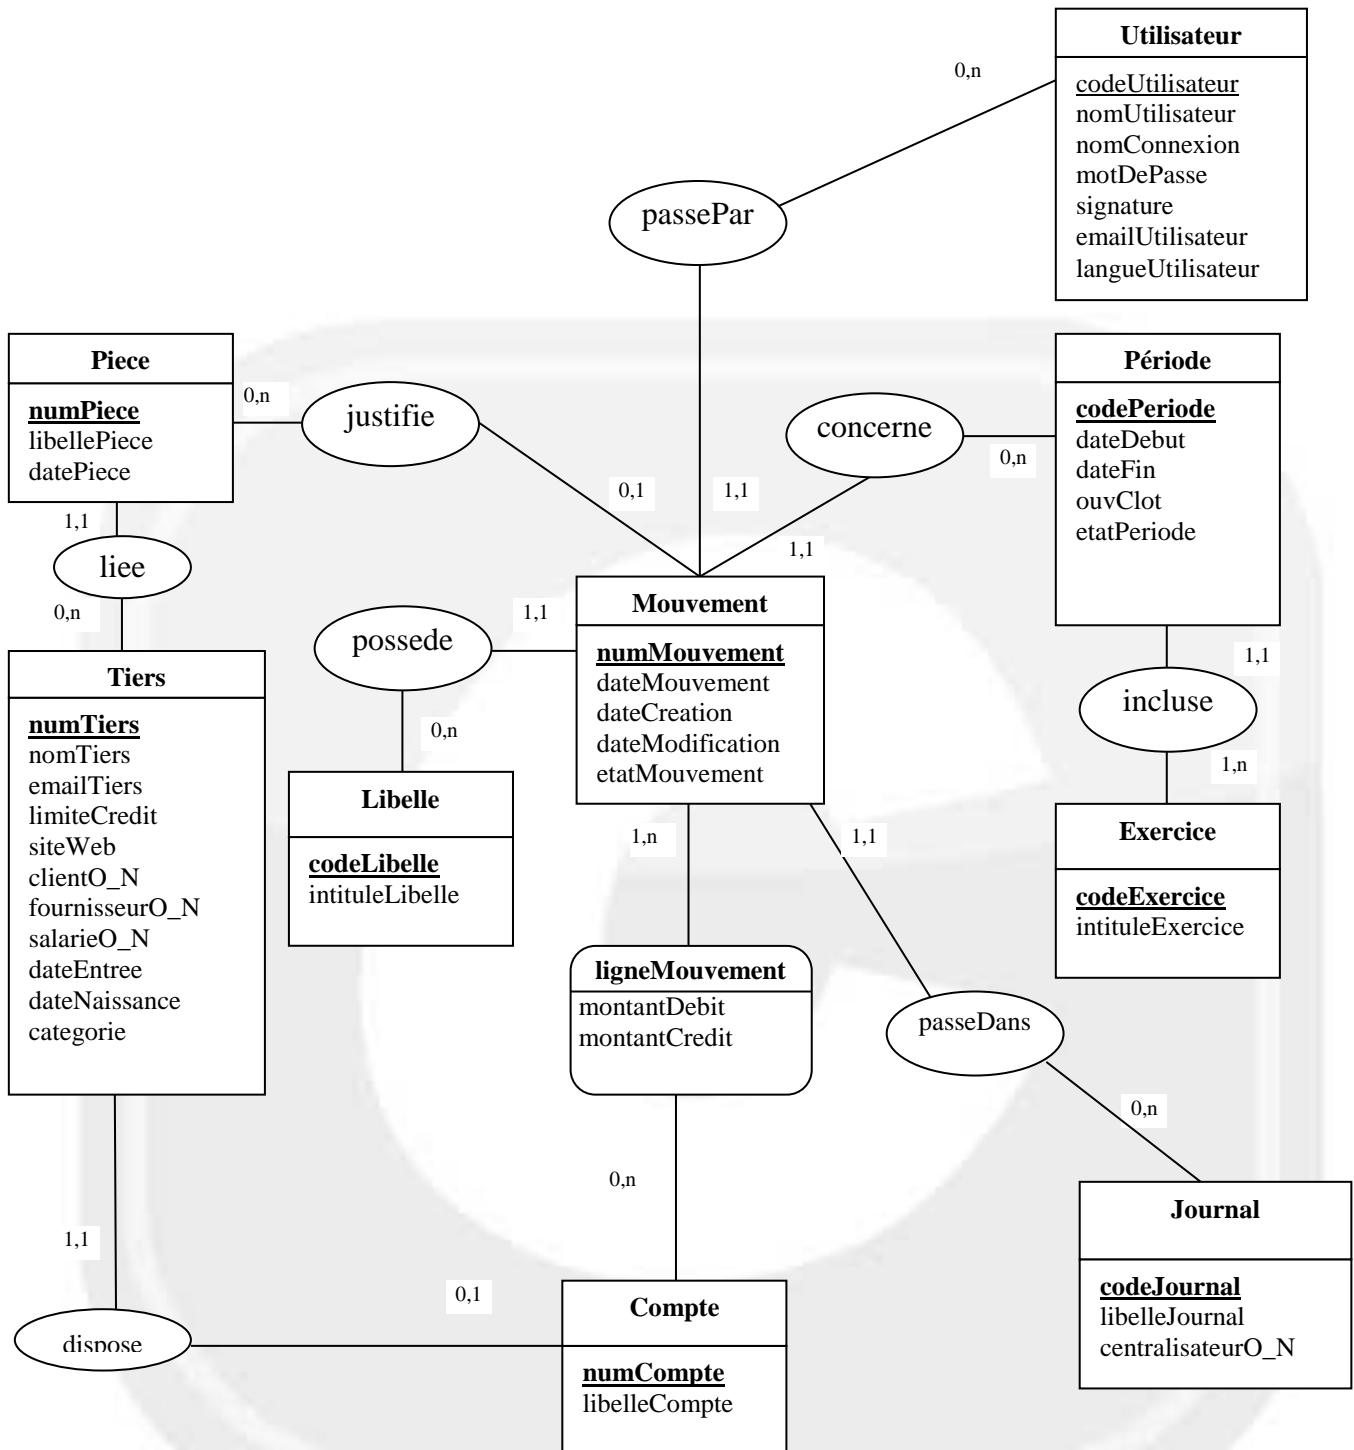 Utilisateur
codeUtilisateur
nomUtilisateur
nomConnexion
motDePasse
signature
emailUtilisateur
langueUtilisateur
0,n
passePar
1,1
Piece
numPiece
libellePiece
datePiece
0,n
justifie
0,1
concerne
1,1
0,n
Période
codePeriode
dateDebut
dateFin
ouvClot
etatPeriode
1,1
liee
0,n
Tiers
numTiers
nomTiers
emailTiers
limiteCredit
siteWeb
clientO_N
fournisseurO_N
salarieO_N
dateEntree
dateNaissance
categorie
possede
1,1
0,n
Libelle
codeLibelle
intituleLibelle
Mouvement
numMouvement
dateMouvement
dateCreation
dateModification
etatMouvement
1,1
incluse
1,n
Exercice
codeExercice
intituleExercice
1,n
1,1
ligneMouvement
montantDebit
montantCredit
passeDans
0,n
0,n
Journal
codeJournal
libelleJournal
centralisateurO_N
1,1
dispose
0,1
Compte
numCompte
libelleCompte